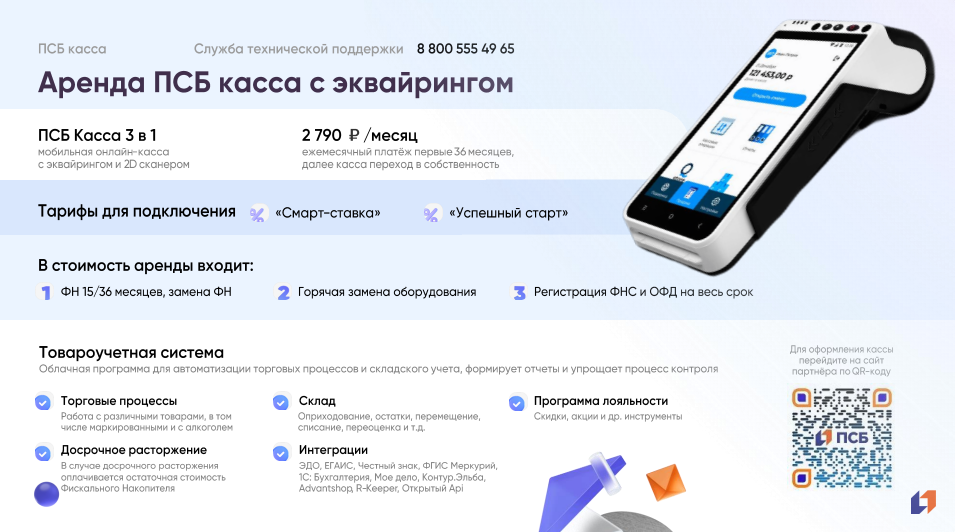 ПСБ касса
Служба технической поддержки 8 800 555 49 65
Аренда ПСБ касса с эквайрингом
ПСБ Касса 3 в 1
мобильная онлайн-касса
с эквайрингом и 2D сканером
2 790 ₽ /месяц
ежемесячный платёж первые 36 месяцев,
далее касса переход в собственность
121 453,00 р
Открыть смену
Тарифы для подключения
«Смарт-ставка»
«Успешный старт»
В стоимость аренды входит:
1 ФН 15/36 месяцев, замена ФН
2 Горячая замена оборудования
3 Регистрация ФНС и ОФД на весь срок
Товароучетная система
Облачная программа для автоматизации торговых процессов и складского учета, формирует отчеты и упрощает процесс контроля
Торговые процессы
Работа с различными товарами, в том
числе маркированными и с алкоголем
Склад
Оприходование, остатки, перемещение,
списание, переоценка и т.д.
Программа лояльности
Скидки, акции и др. инструменты
Досрочное расторжение
В случае досрочного расторжения
оплачивается остаточная стоимость
Фискального Накопителя
Интеграции
ЭДО, ЕГАИС, Честный знак, ФГИС Меркурий,
1С: Бухгалтерия, Мое дело, Контур.Эльба,
Advantshop, R-Keeper, Открытый Api
Для оформления кассы
перейдите на сайт
партнёра по QR-коду
ПСБ